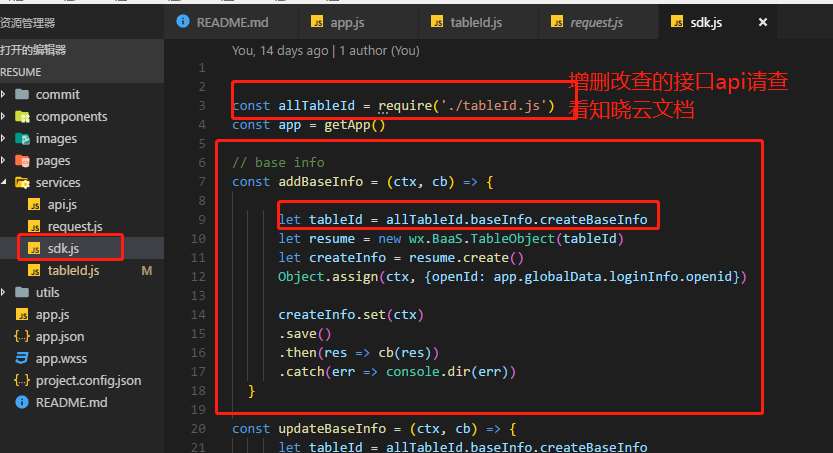 资源管理器
README.md
app.js
tableId.js
request.js
sdk.js
打开的编辑器
RESUME
commit
components
images
pages
services
api.js
request.js
sdk.js
tableId.js M
utils
app.js
app.json
app.wxss
project.config.json
README.md
You, 14 days ago | 1 author (You)
1
2
3 const allTableId = require('./tableId.js')
4 const app = getApp()
5
6 // base info
7 const addBaseInfo = (ctx, cb) => {
8
9 let tableId = allTableId.baseInfo.createBaseInfo
10 let resume = new wx.BaaS.TableObject(tableId)
11 let createInfo = resume.create()
12 Object.assign(ctx, {openId: app.globalData.loginInfo.openid})
13
14 createInfo.set(ctx)
15 .save()
16 .then(res => cb(res))
17 .catch(err => console.dir(err))
18 }
19
20 const updateBaseInfo = (ctx, cb) => {
21 let tableId = allTableId.baseInfo.createBaseInfo
增删改查的接口api请查
看知晓云文档